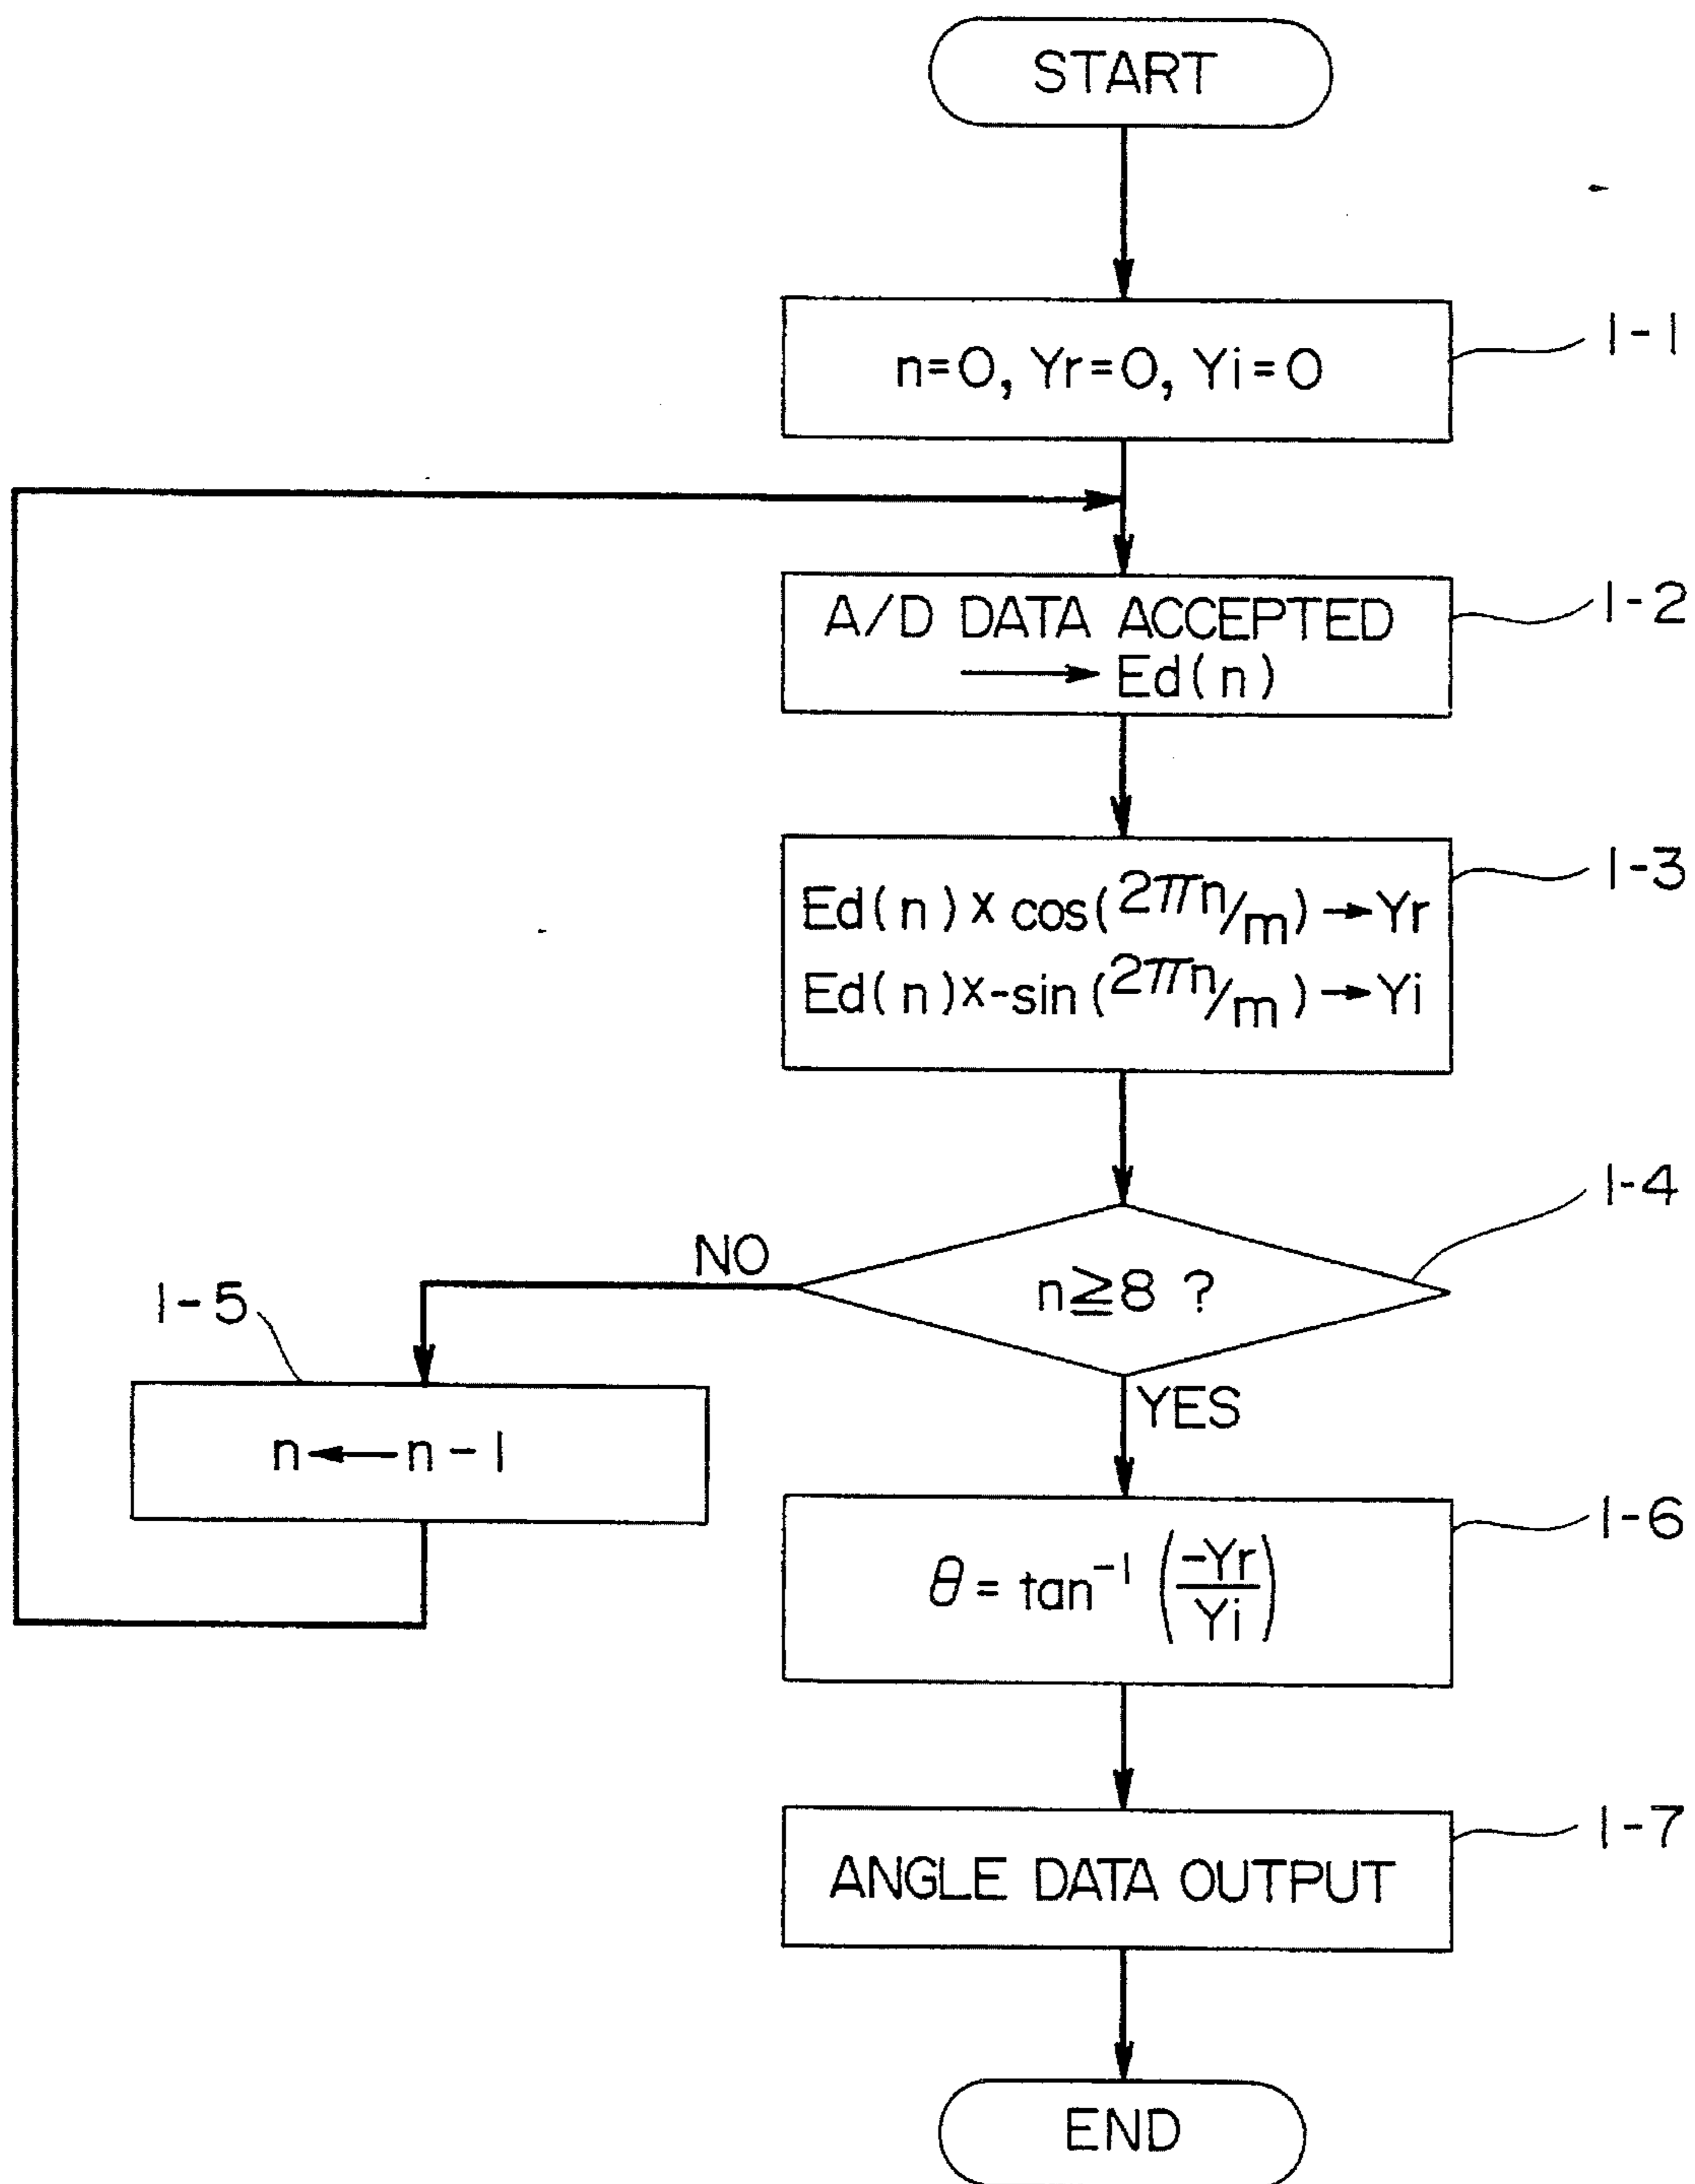 START
n=0, Yr=0, Yi=0
1-1
A/D DATA ACCEPTED
→ Ed(n)
1-2
Ed(n) x cos(2πn/m) → Yr
Ed(n) x -sin(2πn/m) → Yi
1-3
n≧8 ?
1-4
NO
YES
1-5
n ← n-1
θ = tan⁻¹ (-Yr/Yi)
1-6
ANGLE DATA OUTPUT
1-7
END